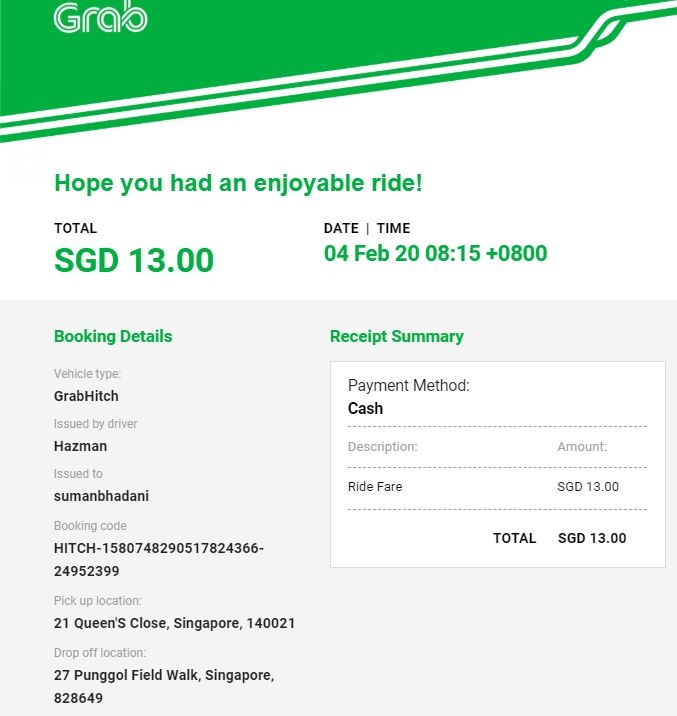 Grab
Hope you had an enjoyable ride!
TOTAL
SGD 13.00
DATE | TIME
04 Feb 20 08:15 +0800
Booking Details
Vehicle type:
GrabHitch
Issued by driver
Hazman
Issued to
sumanbhadani
Booking code
HITCH-1580748290517824366-
24952399
Pick up location:
21 Queen'S Close, Singapore, 140021
Drop off location:
27 Punggol Field Walk, Singapore,
828649
Receipt Summary
Payment Method:
Cash
Description: Amount:
Ride Fare SGD 13.00
TOTAL SGD 13.00